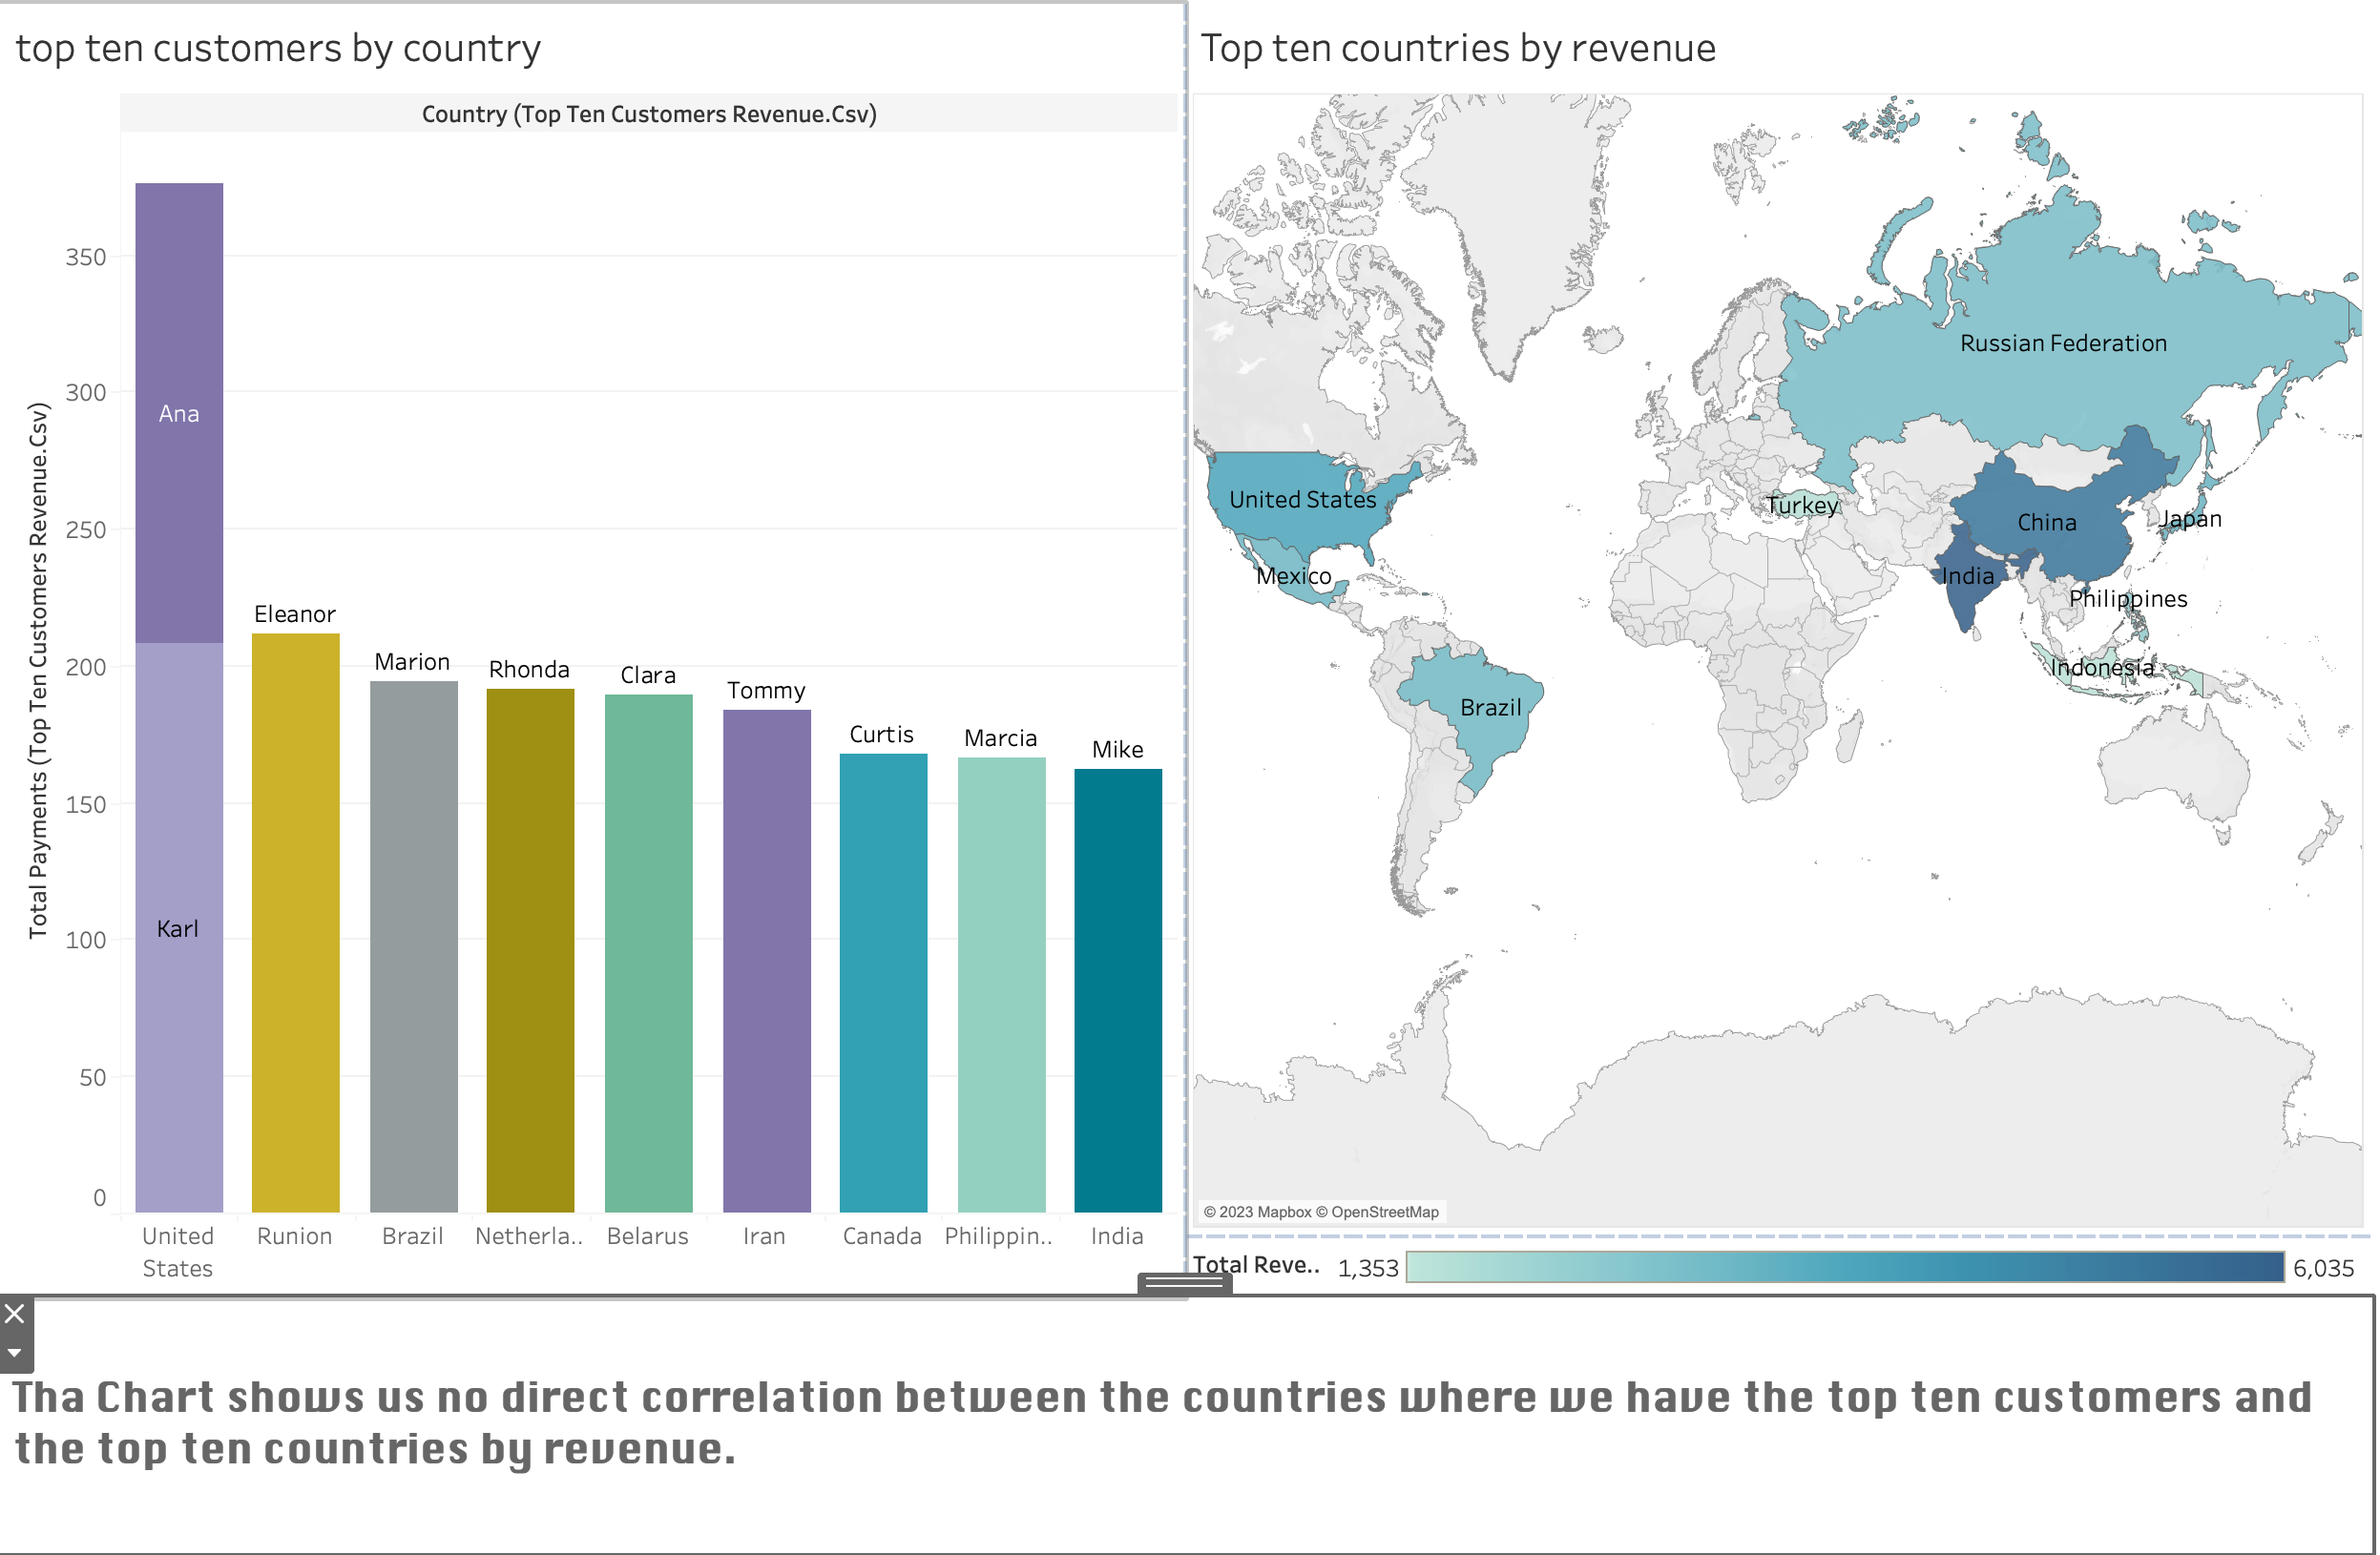 top ten customers by country
Country (Top Ten Customers Revenue.Csv)
Total Payments (Top Ten Customers Revenue.Csv)
350
300
250
200
150
100
50
0
Ana
Karl
Eleanor
Marion
Rhonda
Clara
Tommy
Curtis
Marcia
Mike
United
States
Runion
Brazil
Netherla..
Belarus
Iran
Canada
Philippin..
India
Top ten countries by revenue
Russian Federation
United States
Turkey
China
Japan
Mexico
India
Philippines
Indonesia
Brazil
© 2023 Mapbox © OpenStreetMap
Total Reve..
1,353
6,035
Tha Chart shows us no direct correlation between the countries where we have the top ten customers and
the top ten countries by revenue.